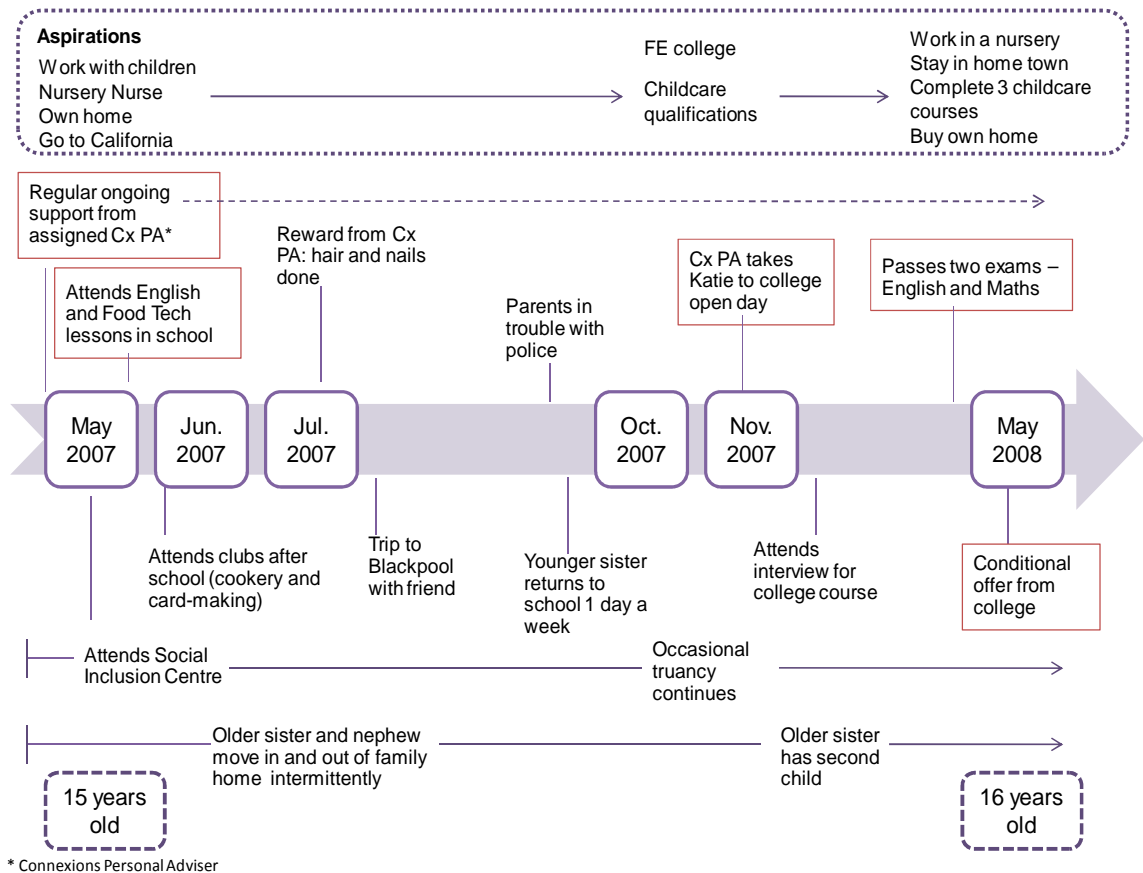 Aspirations
Work with children
Nursery Nurse
Own home
Go to California
FE college
Childcare
qualifications
Work in a nursery
Stay in home town
Complete 3 childcare
courses
Buy own home
Regular ongoing
support from
assigned Cx PA*
Attends English
and Food Tech
lessons in school
Reward from Cx
PA: hair and nails
done
Parents in
trouble with
police
Cx PA takes
Katie to college
open day
Passes two exams –
English and Maths
May
2007
Jun.
2007
Jul.
2007
Oct.
2007
Nov.
2007
May
2008
Attends clubs after
school (cookery and
card-making)
Trip to
Blackpool
with friend
Younger sister
returns to
school 1 day a
week
Attends
interview for
college course
Conditional
offer from
college
Attends Social
Inclusion Centre
Occasional
truancy
continues
Older sister and nephew
move in and out of family
home intermittently
Older sister
has second
child
15 years
old
16 years
old
* Connexions Personal Adviser